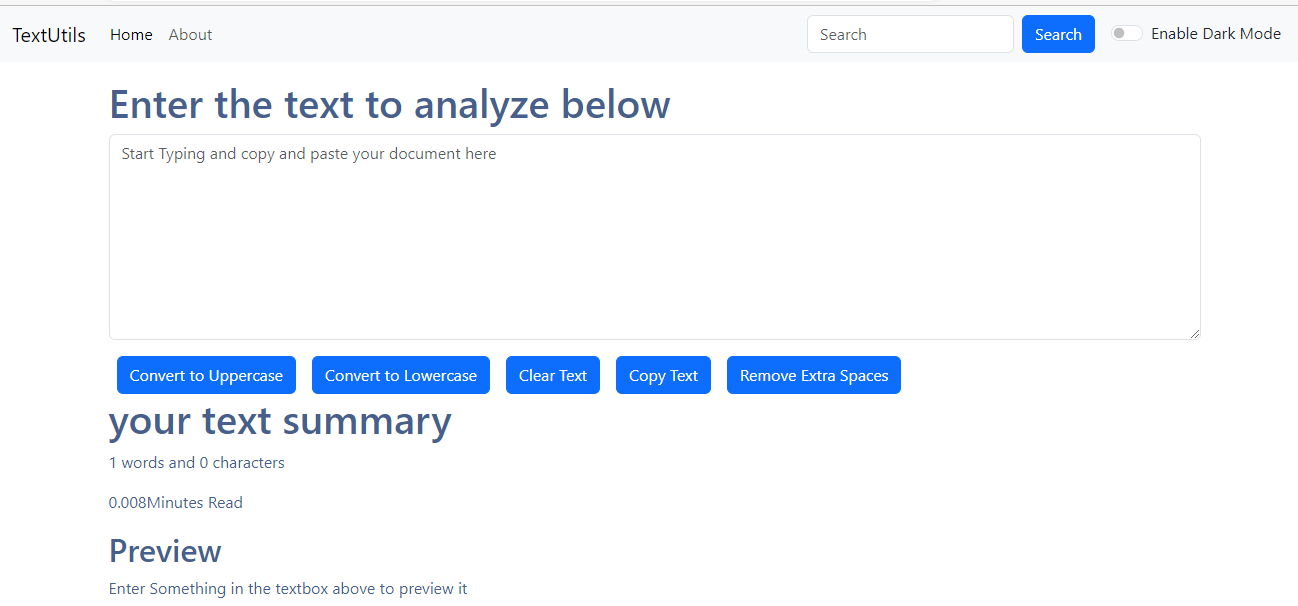 TextUtils Home About Search Search Enable Dark Mode
Enter the text to analyze below
Start Typing and copy and paste your document here
Convert to Uppercase Convert to Lowercase Clear Text Copy Text Remove Extra Spaces
your text summary
1 words and 0 characters
0.008Minutes Read
Preview
Enter Something in the textbox above to preview it